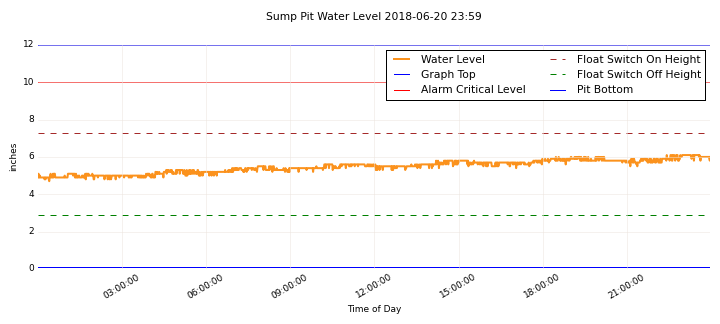 Sump Pit Water Level 2018-06-20 23:59
12
10
8
6
4
2
0
inches
Water Level
Graph Top
Alarm Critical Level
Float Switch On Height
Float Switch Off Height
Pit Bottom
03:00:00
06:00:00
09:00:00
12:00:00
15:00:00
18:00:00
21:00:00
Time of Day